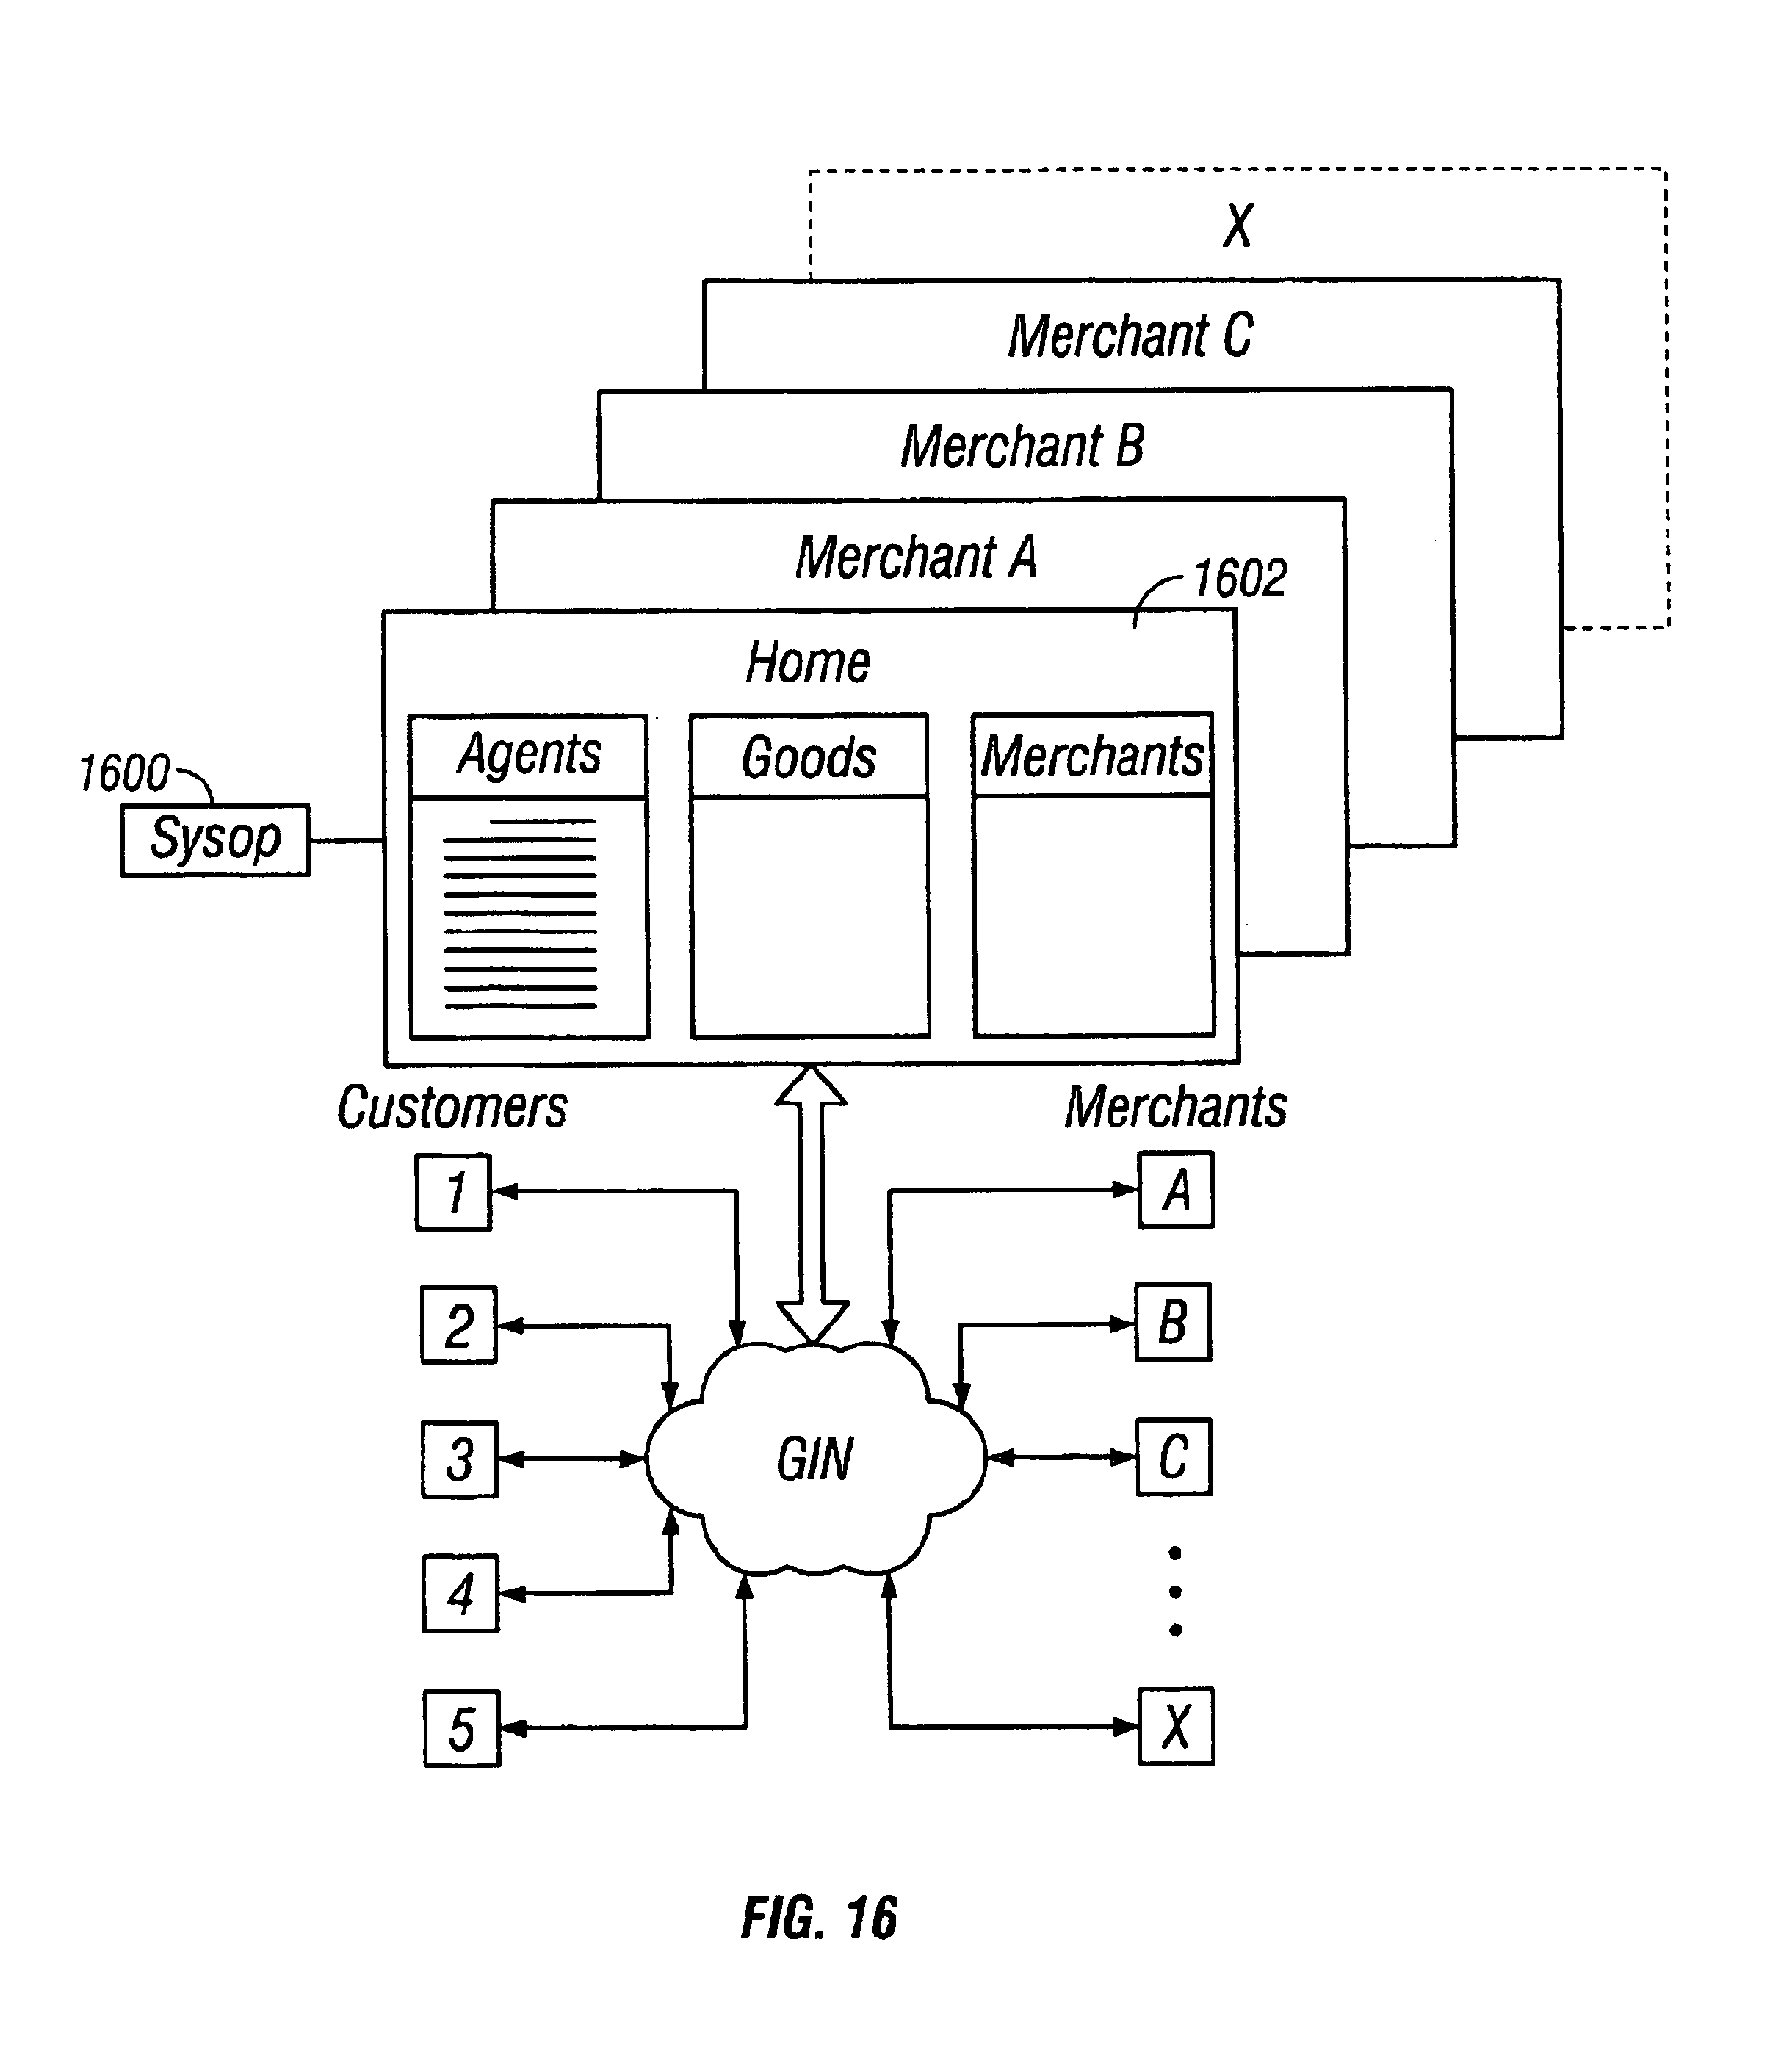 X
Merchant C
Merchant B
Merchant A
1602
Home
Agents
Goods
Merchants
1600
Sysop
Customers
Merchants
1
A
2
B
3
GIN
C
4
5
X
FIG. 16